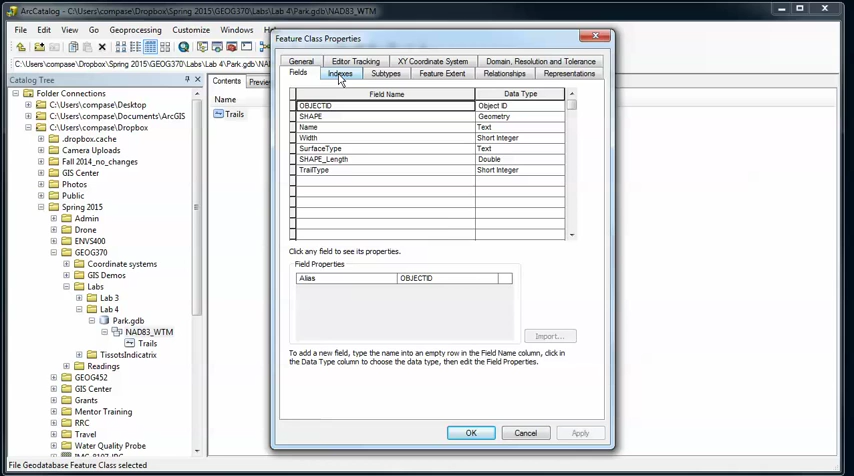 ArcCatalog - C:\Users\compase\Dropbox\Spring 2015\GEOG370\Labs\Lab 4\Park.gdb\NAD83_WTM
File Edit View Go Geoprocessing Customize Windows
C:\Users\compase\Dropbox\Spring 2015\GEOG370\Labs\Lab 4\Park.gdb\
Catalog Tree
Folder Connections
C:\Users\compase\Desktop
C:\Users\compase\Documents\ArcGIS
C:\Users\compase\Dropbox
.dropbox.cache
Camera Uploads
Fall 2014_no_changes
GIS Center
Photos
Public
Spring 2015
Admin
Drone
ENVS400
GEOG370
Coordinate systems
GIS Demos
Labs
Lab 3
Lab 4
Park.gdb
NAD83_WTM
Trails
TissotsIndicatrix
Readings
GEOG452
GIS Center
Grants
Mentor Training
RRC
Travel
Water Quality Probe
File Geodatabase Feature Class selected
Contents
Name
Trails
Feature Class Properties
General Editor Tracking XY Coordinate System Domain, Resolution and Tolerance
Fields Indexes Subtypes Feature Extent Relationships Representations
Field Name Data Type
OBJECTID Object ID
SHAPE Geometry
Name Text
Width Short Integer
SurfaceType Text
SHAPE_Length Double
TrailType Short Integer
Click any field to see its properties.
Field Properties
Alias OBJECTID
Import...
To add a new field, type the name into an empty row in the Field Name column, click in
the Data Type column to choose the data type, then edit the Field Properties.
OK Cancel Apply